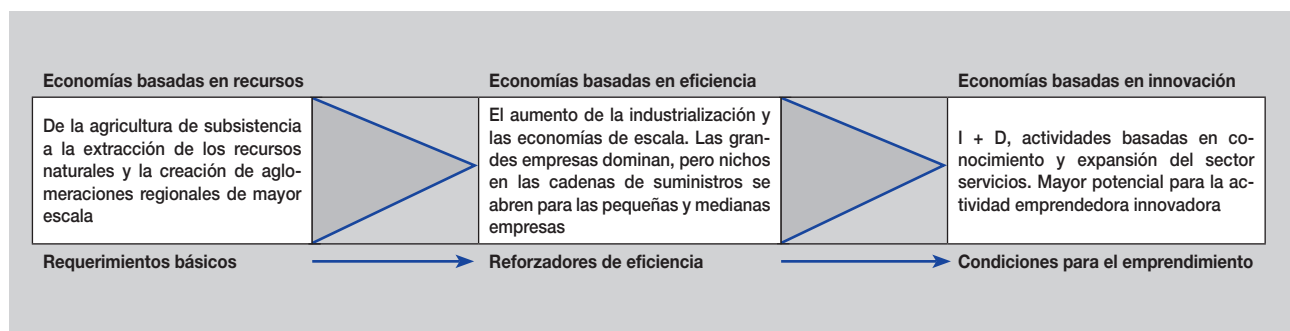 Economías basadas en recursos
De la agricultura de subsistencia
a la extracción de los recursos
naturales y la creación de aglo-
meraciones regionales de mayor
escala
Requerimientos básicos
Economías basadas en eficiencia
El aumento de la industrialización y
las economías de escala. Las gran-
des empresas dominan, pero nichos
en las cadenas de suministros se
abren para las pequeñas y medianas
empresas
Reforzadores de eficiencia
Economías basadas en innovación
I + D, actividades basadas en co-
nocimiento y expansión del sector
servicios. Mayor potencial para la ac-
tividad emprendedora innovadora
Condiciones para el emprendimiento